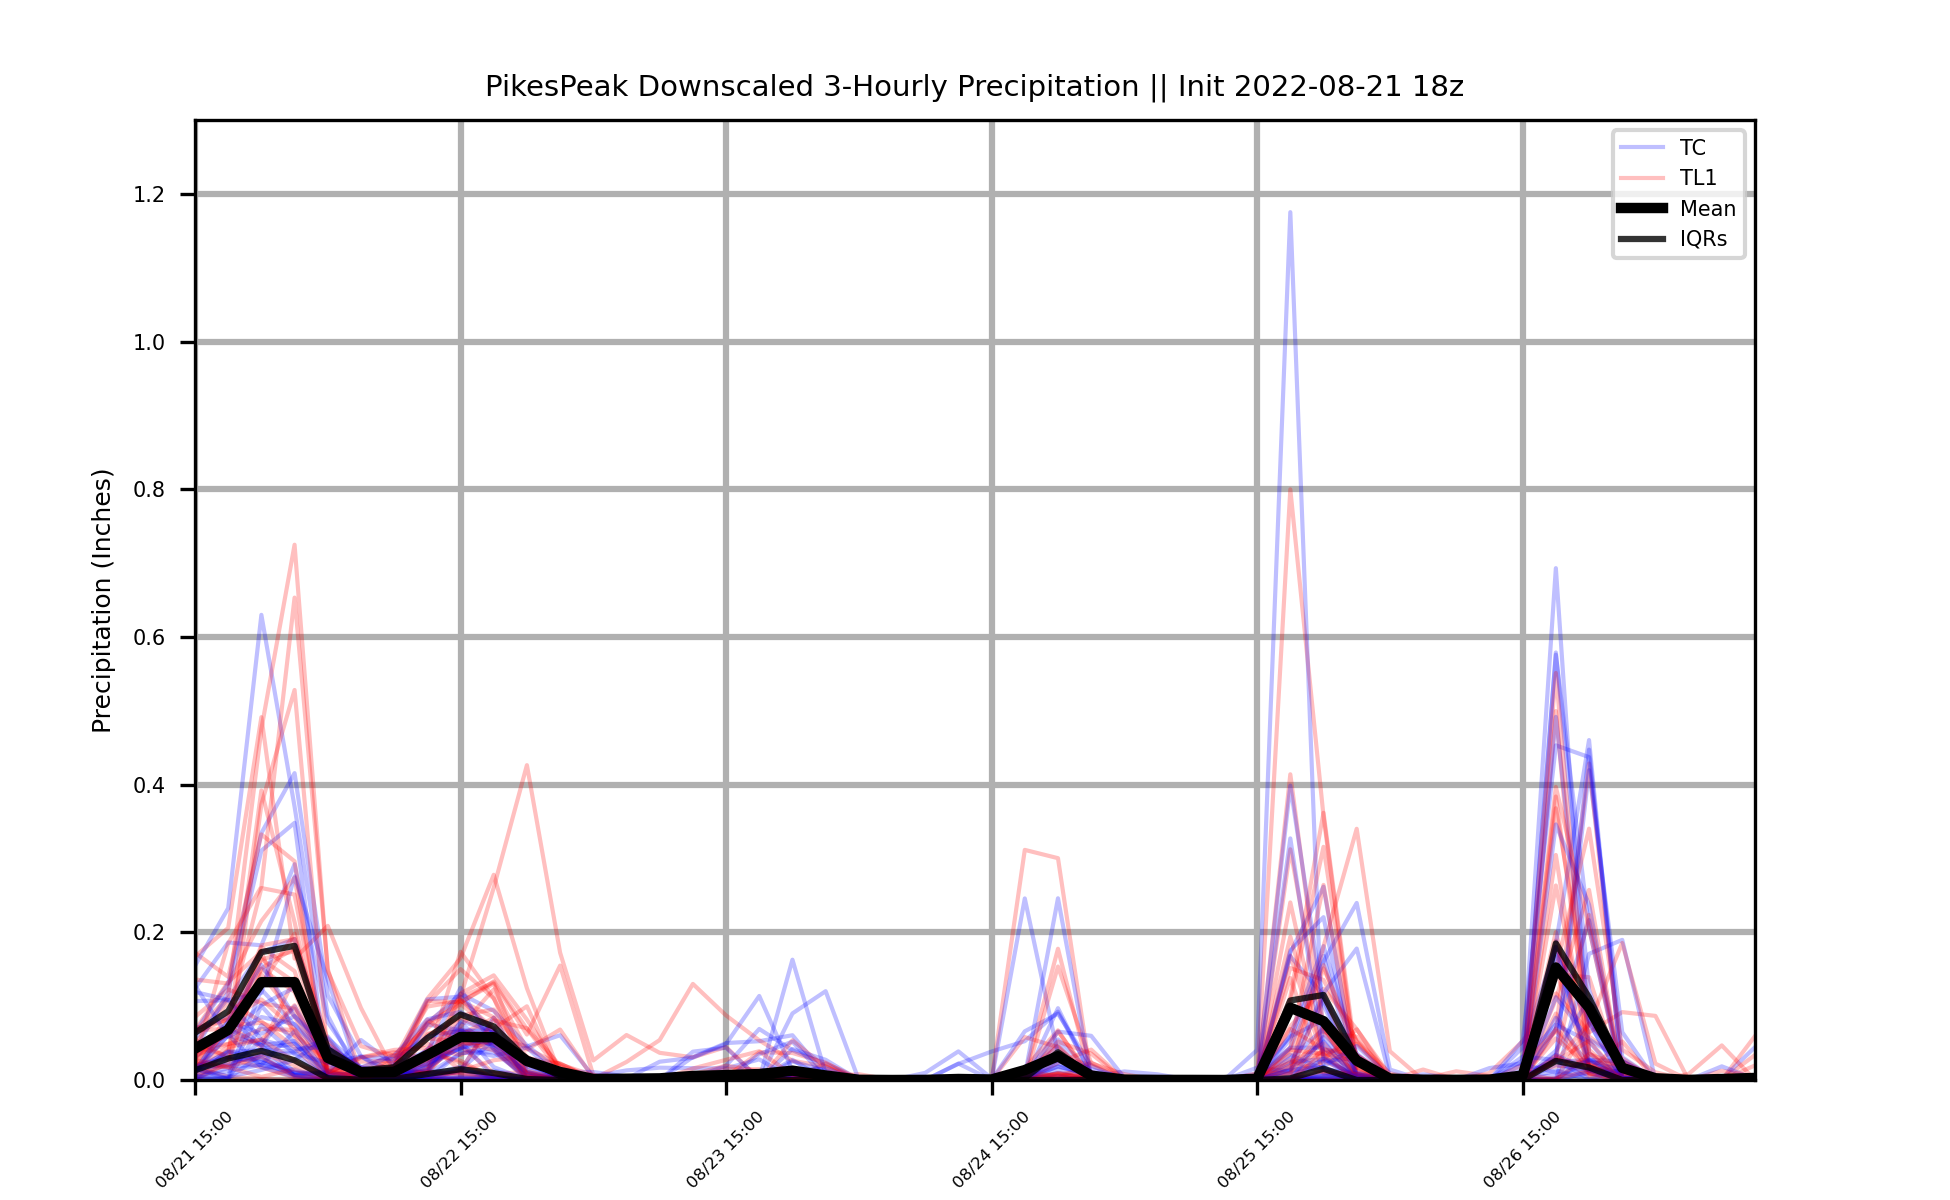 PikesPeak Downscaled 3-Hourly Precipitation || Init 2022-08-21 18z
TC
TL1
Mean
IQRs
Precipitation (Inches)
1.2
1.0
0.8
0.6
0.4
0.2
0.0
08/21 15:00
08/22 15:00
08/23 15:00
08/24 15:00
08/25 15:00
08/26 15:00